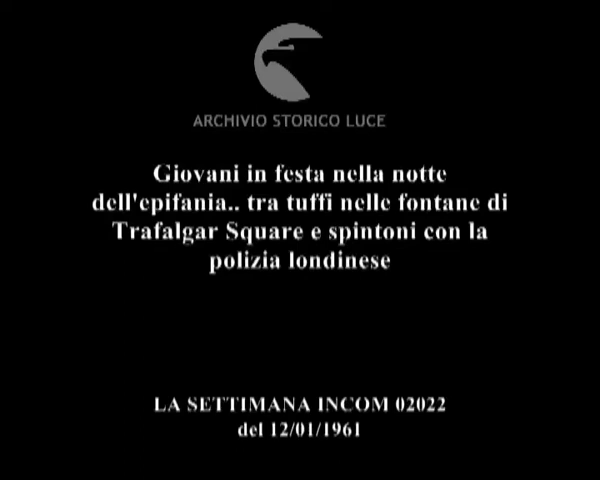 ARCHIVIO STORICO LUCE
Giovani in festa nella notte
dell'epifania.. tra tuffi nelle fontane di
Trafalgar Square e spintoni con la
polizia londinese
LA SETTIMANA INCOM 02022
del 12/01/1961